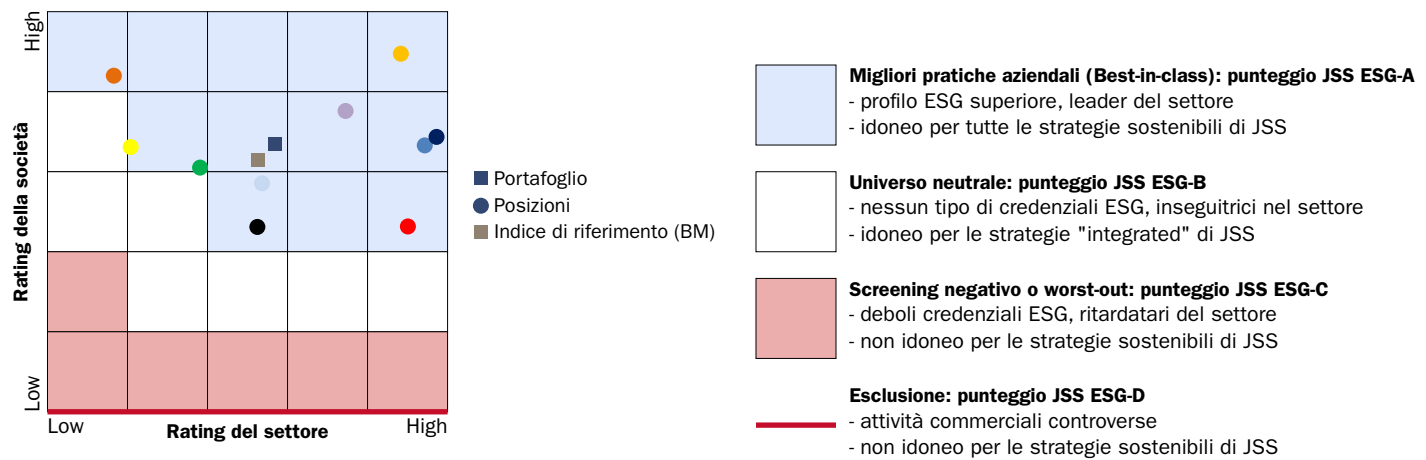 High
Rating della società
Low
Low
Rating del settore
High
Portafoglio
Posizioni
Indice di riferimento (BM)
Migliori pratiche aziendali (Best-in-class): punteggio JSS ESG-A
- profilo ESG superiore, leader del settore
- idoneo per tutte le strategie sostenibili di JSS
Universo neutrale: punteggio JSS ESG-B
- nessun tipo di credenziali ESG, inseguitrici nel settore
- idoneo per le strategie "integrated" di JSS
Screening negativo o worst-out: punteggio JSS ESG-C
- deboli credenziali ESG, ritardatari del settore
- non idoneo per le strategie sostenibili di JSS
Esclusione: punteggio JSS ESG-D
- attività commerciali controverse
- non idoneo per le strategie sostenibili di JSS